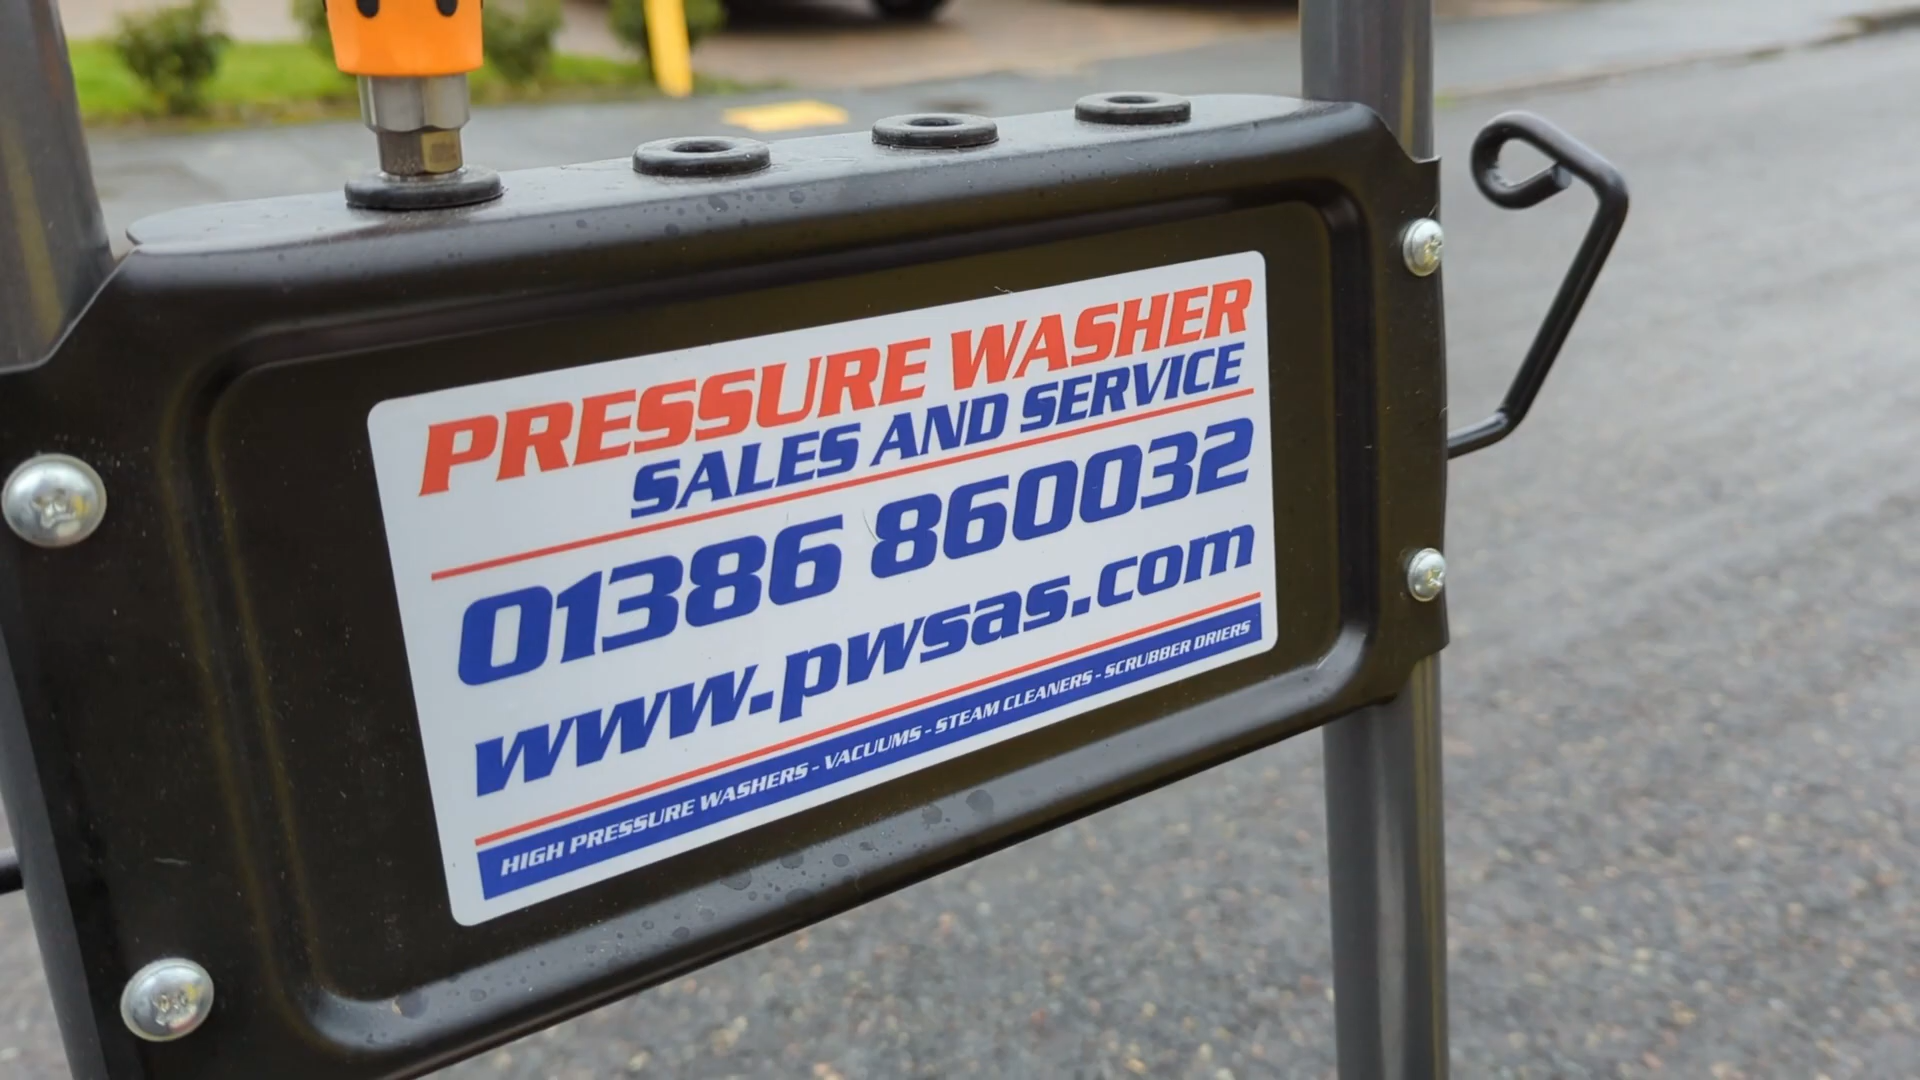 PRESSURE WASHER
SALES AND SERVICE
01386 860032
www.pwsas.com
HIGH PRESSURE WASHERS - VACUUMS - STEAM CLEANERS - SCRUBBER DRIERS